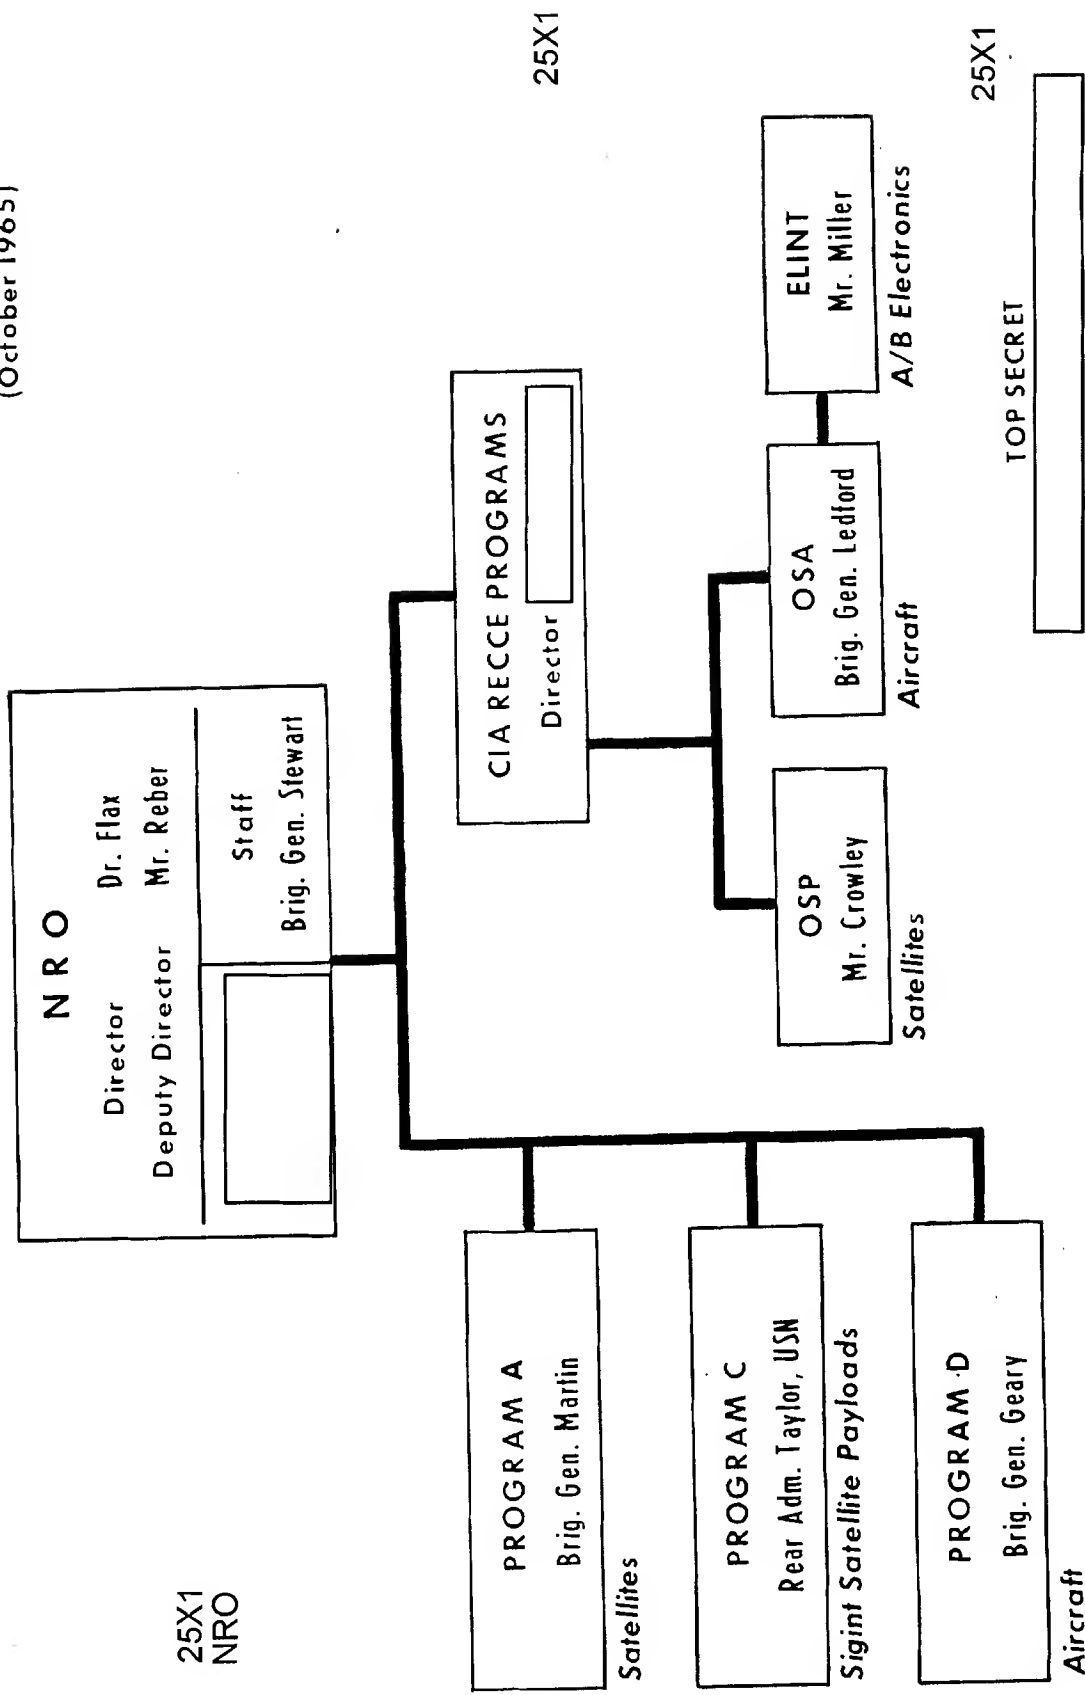 (October 1965)
25X1
NRO
NRO
Director Dr. Flax
Deputy Director Mr. Reber
Staff
Brig. Gen. Stewart
25X1
PROGRAM A
Brig. Gen. Martin
Satellites
PROGRAM C
Rear Adm. Taylor, USN
Sigint Satellite Payloads
PROGRAM D
Brig. Gen. Geary
Aircraft
CIA RECCE PROGRAMS
Director
OSP
Mr. Crowley
Satellites
OSA
Brig. Gen. Ledford
Aircraft
ELINT
Mr. Miller
A/B Electronics
25X1
TOP SECRET